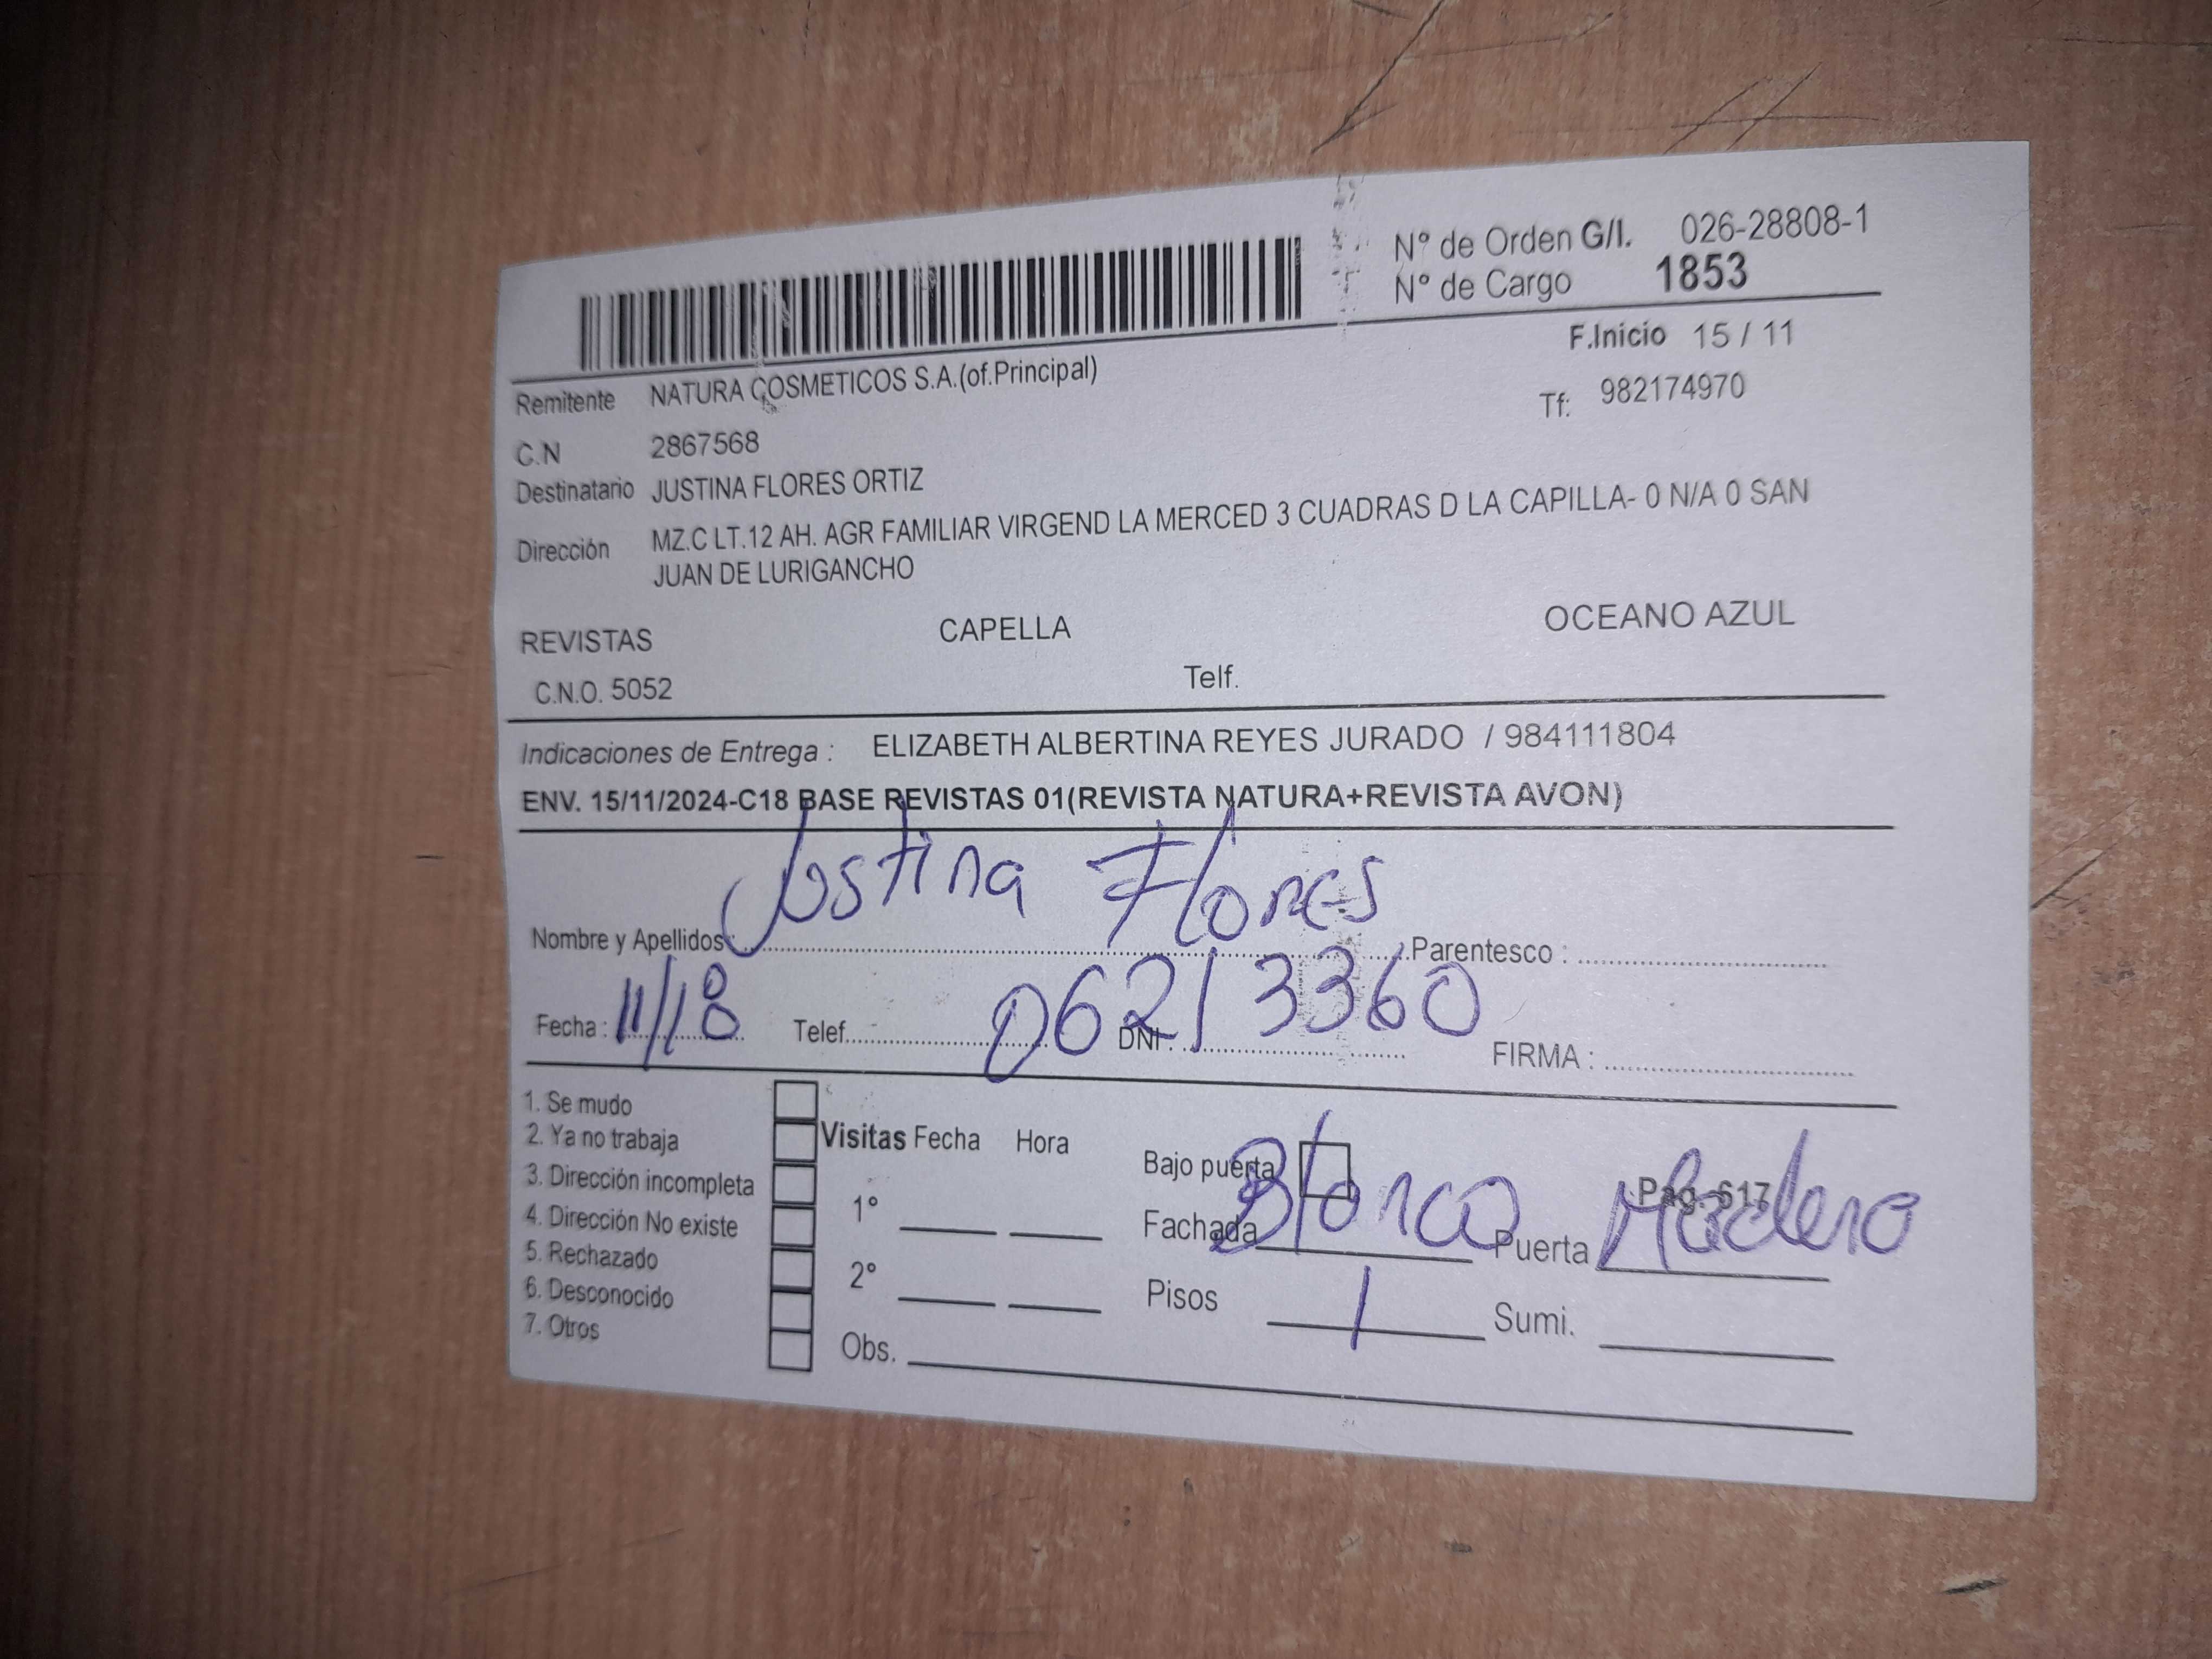 Nº de Orden G/I. 026-28808-1
Nº de Cargo 1853
F.Inicio 15 / 11
Remitente NATURA COSMETICOS S.A.(of.Principal)
Tf: 982174970
C.N 2867568
Destinatario JUSTINA FLORES ORTIZ
Dirección MZ.C LT.12 AH. AGR FAMILIAR VIRGEND LA MERCED 3 CUADRAS D LA CAPILLA- 0 N/A 0 SAN
JUAN DE LURIGANCHO
REVISTAS CAPELLA OCEANO AZUL
C.N.O. 5052 Telf.
Indicaciones de Entrega : ELIZABETH ALBERTINA REYES JURADO / 984111804
ENV. 15/11/2024-C18 BASE REVISTAS 01(REVISTA NATURA+REVISTA AVON)
Nombre y Apellidos: Justina Flores Parentesco :
Fecha : 11/18 Telef. DNI : 06213360 FIRMA :
1. Se mudo
2. Ya no trabaja
3. Dirección incompleta
4. Dirección No existe
5. Rechazado
6. Desconocido
7. Otros
Visitas Fecha Hora
1º
2º
Obs.
Bajo puerta
Pag. 617
Fachada Blanco Puerta Madera
Pisos 1 Sumi.